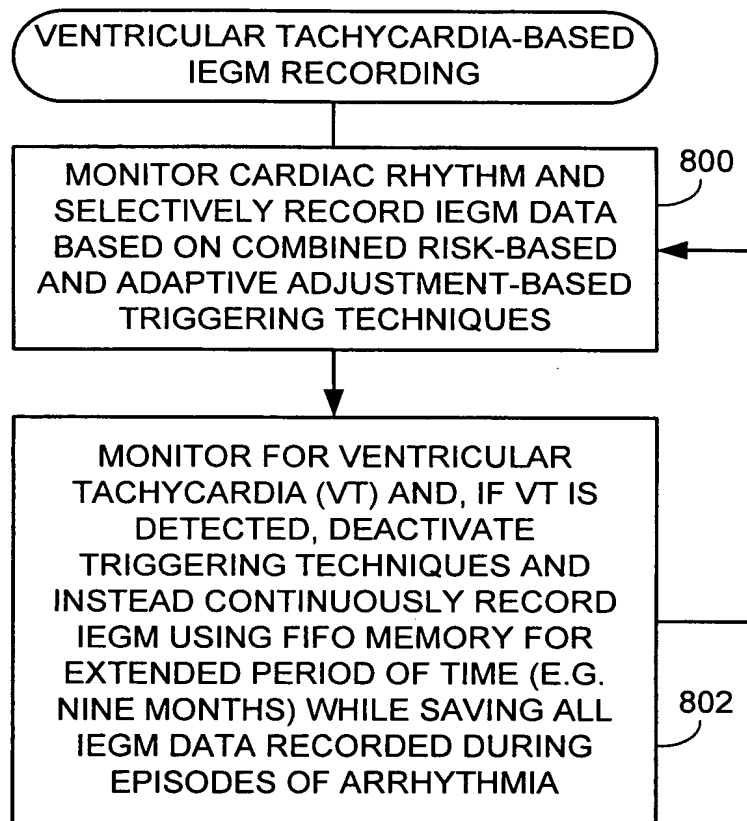 VENTRICULAR TACHYCARDIA-BASED
IEGM RECORDING
800
MONITOR CARDIAC RHYTHM AND
SELECTIVELY RECORD IEGM DATA
BASED ON COMBINED RISK-BASED
AND ADAPTIVE ADJUSTMENT-BASED
TRIGGERING TECHNIQUES
MONITOR FOR VENTRICULAR
TACHYCARDIA (VT) AND, IF VT IS
DETECTED, DEACTIVATE
TRIGGERING TECHNIQUES AND
INSTEAD CONTINUOUSLY RECORD
IEGM USING FIFO MEMORY FOR
EXTENDED PERIOD OF TIME (E.G.
NINE MONTHS) WHILE SAVING ALL
IEGM DATA RECORDED DURING
EPISODES OF ARRHYTHMIA
802